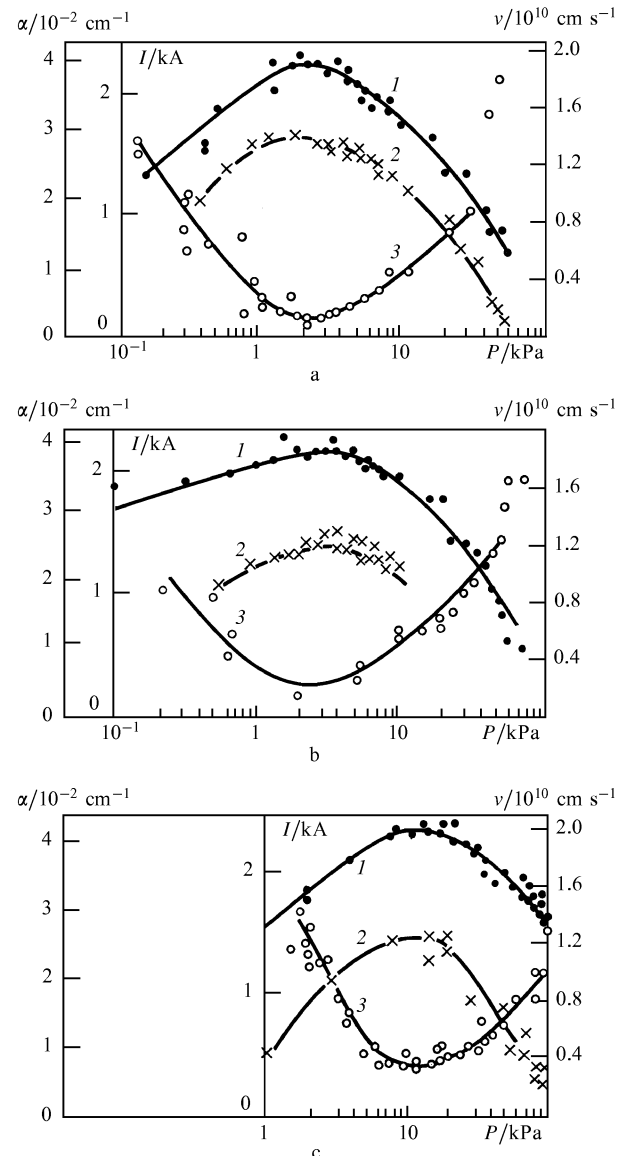 α/10⁻² cm⁻¹ v/10¹⁰ cm s⁻¹
4 I/kA 2.0
1
2 1.6
3
2 1.2
2
1 0.8
3
1 0.4
0 0
10⁻¹ 1 10 P/kPa
a
α/10⁻² cm⁻¹ v/10¹⁰ cm s⁻¹
4 I/kA
1
2 1.6
3
2 1.2
2
1 0.8
3
1 0.4
0 0
10⁻¹ 1 10 P/kPa
b
α/10⁻² cm⁻¹ v/10¹⁰ cm s⁻¹
4 I/kA 2.0
2 1
1.6
3
2 1.2
2
1 3 0.8
1 0.4
0 0
1 10 P/kPa
c